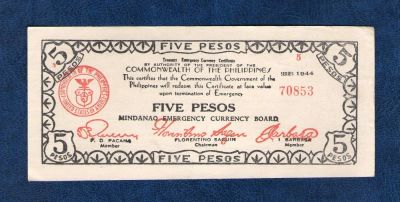 FIVE PESOS
Treasury Emergency Currency Certificate
5
BY AUTHORITY OF THE PRESIDENT OF THE
COMMONWEALTH OF THE PHILIPPINES
This certifies that the Commonwealth Government of the
SERIES 1944
Philippines will redeem this Certificate at face value
upon termination of Emergency
70853
5 PESOS
5 PESOS
FIVE PESOS
MINDANAO EMERGENCY CURRENCY BOARD
P. D. PACANA
Member
FLORENTINO SAGUIN
Chairman
I. BARBASA
Member
5 PESOS
5 PESOS
FIVE PESOS